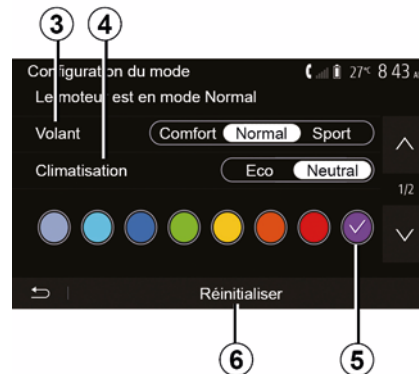 3 4
Configuration du mode 27°C 8 43
Le moteur est en mode Normal
Volant Comfort Normal Sport
Climatisation Eco Neutral
1/2
Réinitialiser
6 5